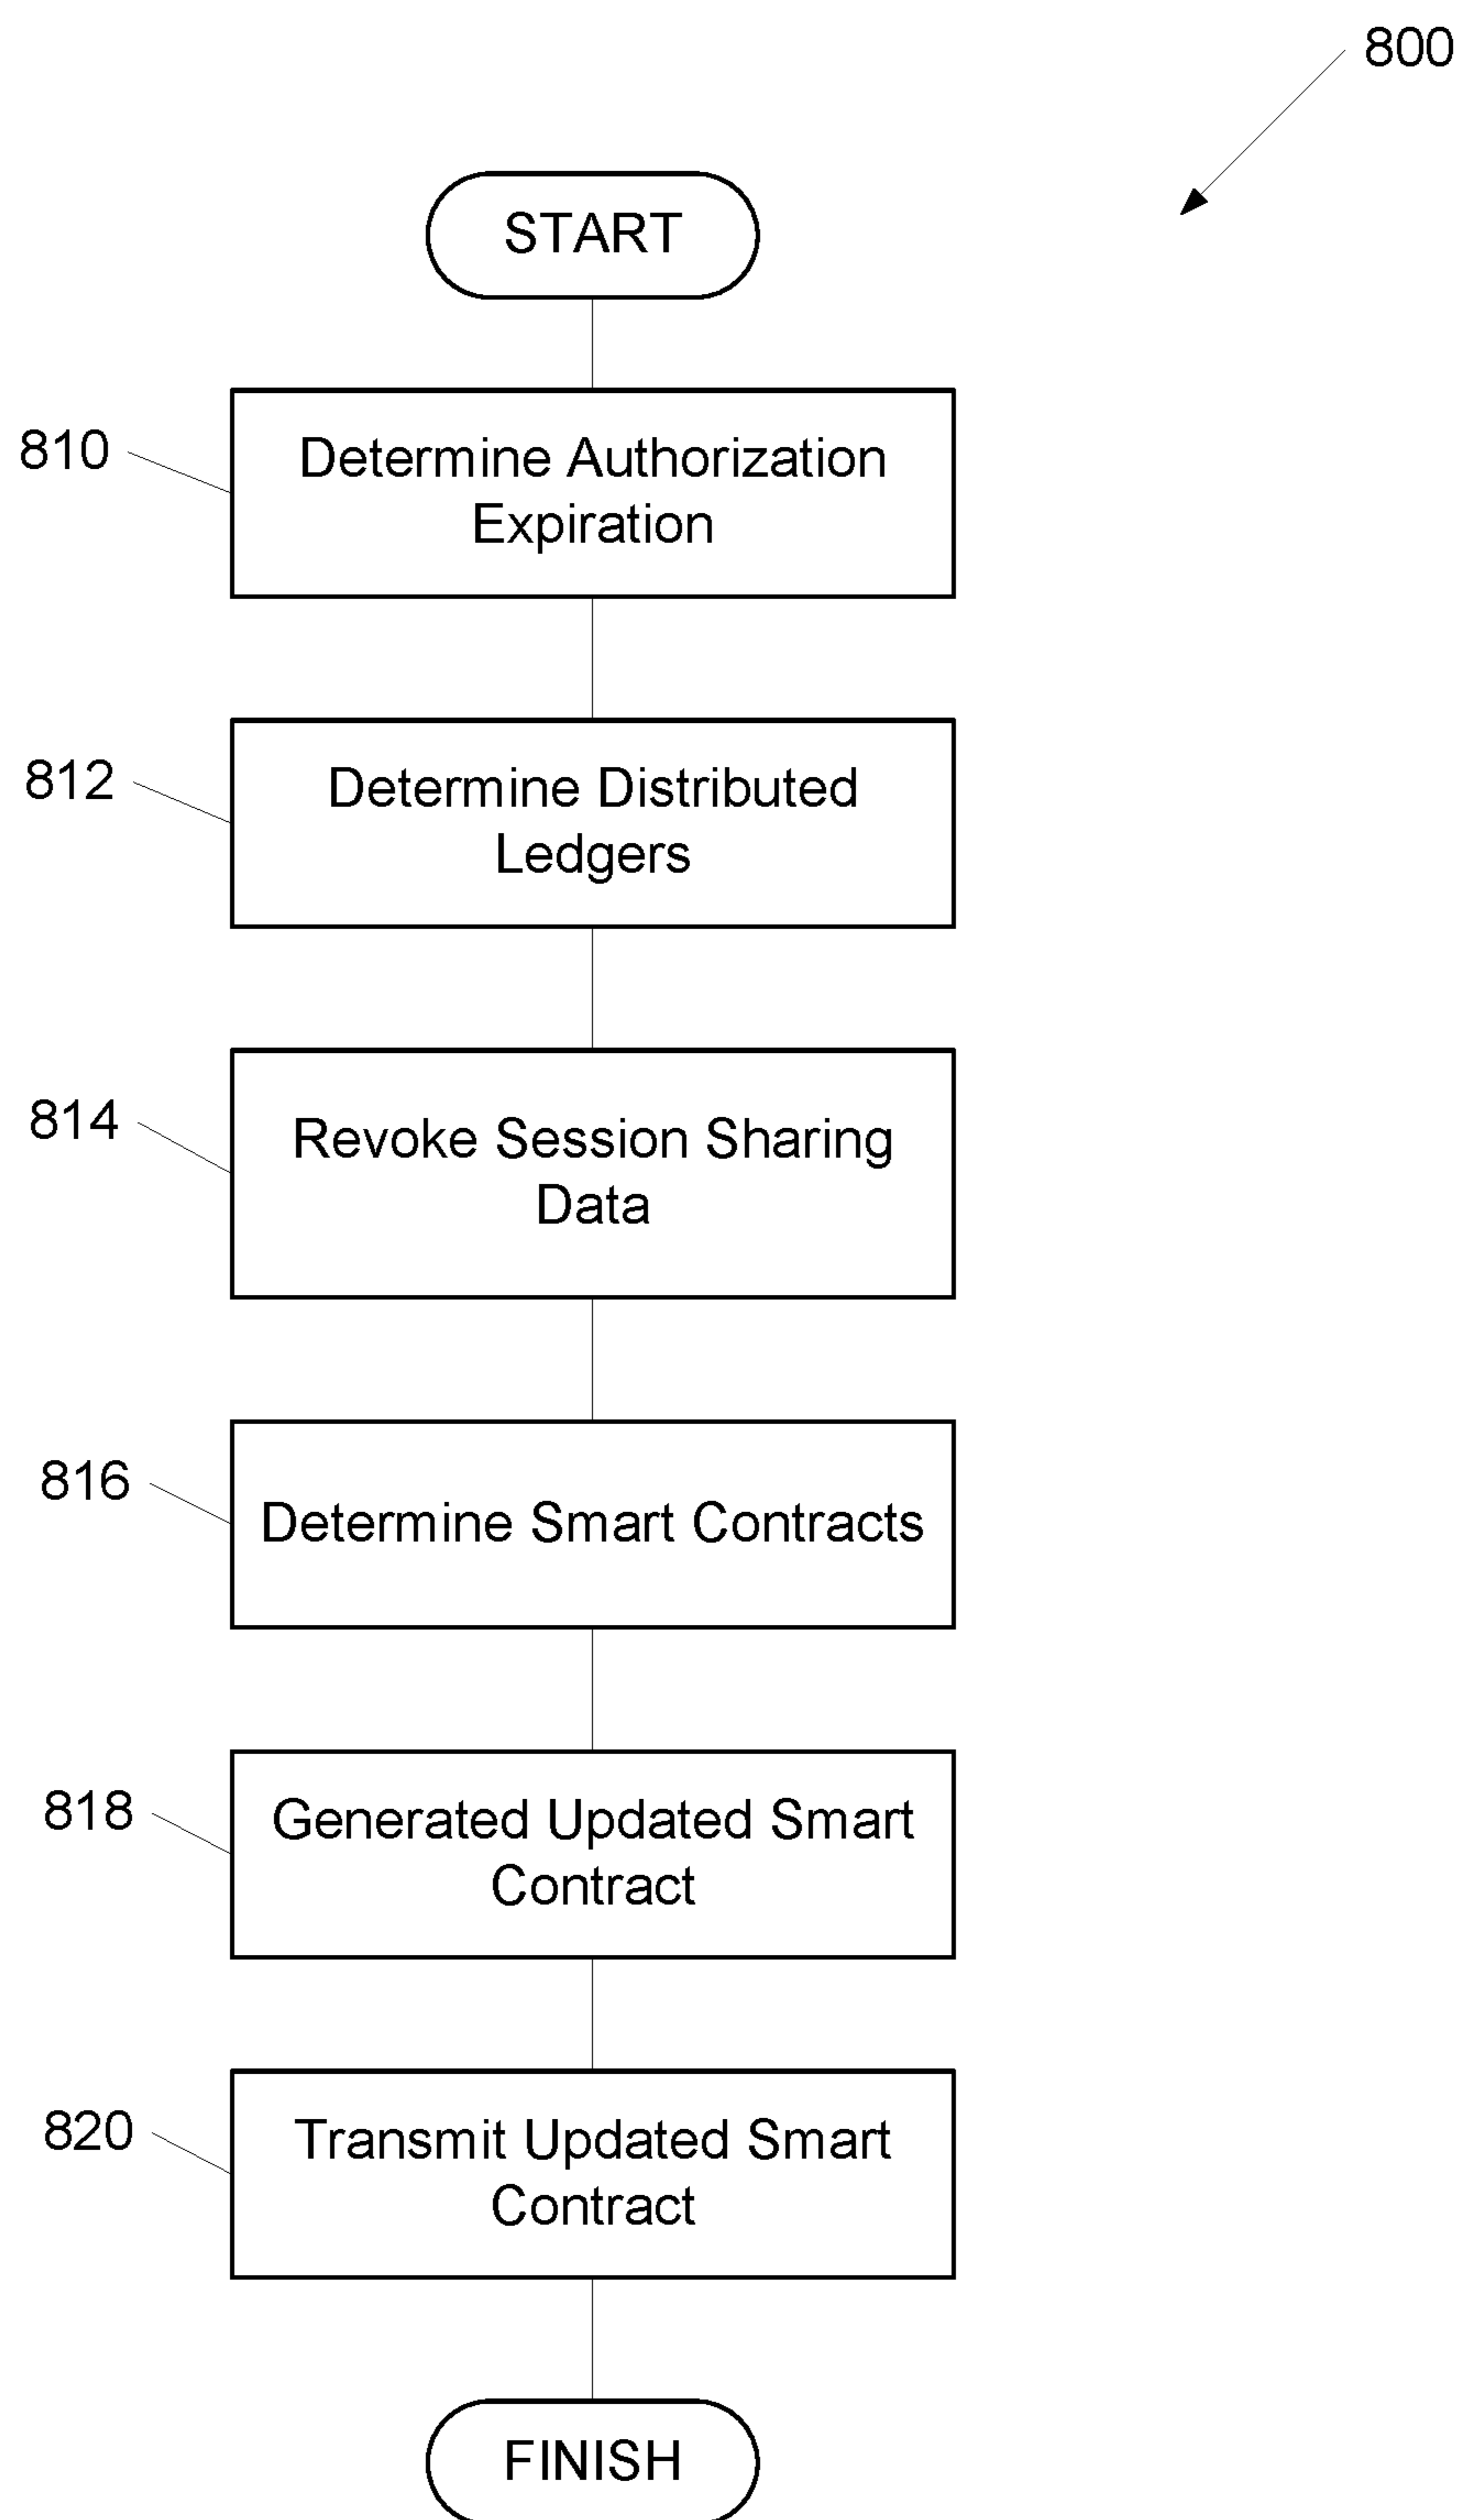 800
START
810
Determine Authorization
Expiration
812
Determine Distributed
Ledgers
814
Revoke Session Sharing
Data
816
Determine Smart Contracts
818
Generated Updated Smart
Contract
820
Transmit Updated Smart
Contract
FINISH